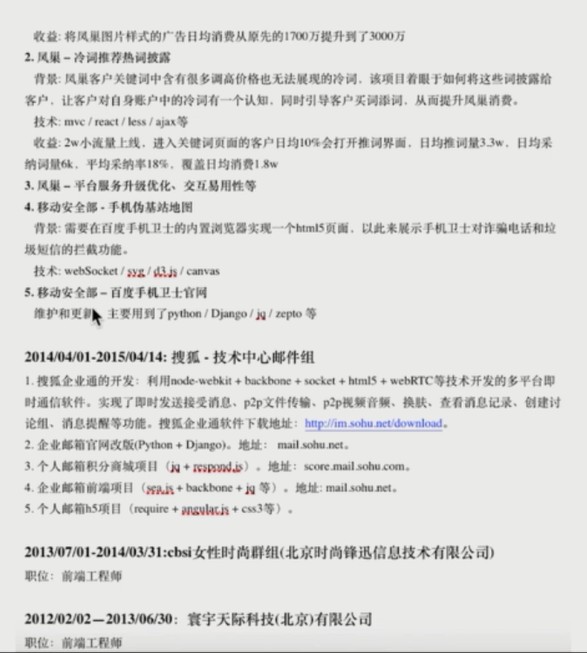 收益: 将凤巢图片样式的广告日均消费从原先的1700万提升到了3000万
2. 凤巢 – 冷词推荐热词披露
背景: 凤巢客户关键词中含有很多调高价格也无法展现的冷词，该项目着眼于如何将这些词披露给
客户，让客户对自身账户中的冷词有一个认知，同时引导客户买词添词，从而提升凤巢消费。
技术: mvc / react / less / ajax等
收益: 2w小流量上线，进入关键词页面的客户日均10%会打开推词界面，日均推词量3.3w，日均采
纳词量6k，平均采纳率18%，覆盖日均消费1.8w
3. 凤巢 – 平台服务升级优化、交互易用性等
4. 移动安全部 - 手机伪基站地图
背景: 需要在百度手机卫士的内置浏览器实现一个html5页面，以此来展示手机卫士对诈骗电话和垃
圾短信的拦截功能。
技术: webSocket / svg / d3.js / canvas
5. 移动安全部 – 百度手机卫士官网
维护和更新，主要用到了python / Django / jq / zepto 等
2014/04/01-2015/04/14: 搜狐 - 技术中心邮件组
1. 搜狐企业通的开发：利用node-webkit + backbone + socket + html5 + webRTC等技术开发的多平台即
时通信软件。实现了即时发送接受消息、p2p文件传输、p2p视频音频、换肤、查看消息记录、创建讨
论组、消息提醒等功能。搜狐企业通软件下载地址：http://im.sohu.net/download。
2. 企业邮箱官网改版(Python + Django)。地址： mail.sohu.net。
3. 个人邮箱积分商城项目（jq + respond.js）。地址：score.mail.sohu.com。
4. 企业邮箱前端项目（sea.js + backbone + jq 等）。地址: mail.sohu.net。
5. 个人邮箱h5项目（require + angular.js + css3等）。
2013/07/01-2014/03/31:cbsi女性时尚群组(北京时尚锋迅信息技术有限公司)
职位：前端工程师
2012/02/02—2013/06/30：寰宇天际科技(北京)有限公司
职位：前端工程师